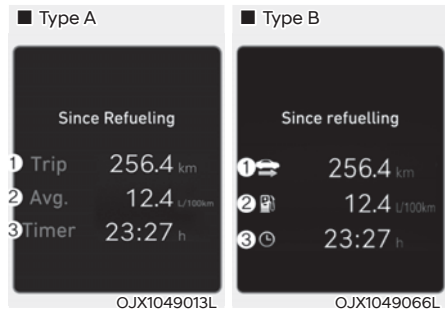 ■ Type A
Since Refueling
1 Trip 256.4 km
2 Avg. 12.4 L/100km
3 Timer 23:27 h
OJX1049013L
■ Type B
Since refuelling
1 256.4 km
2 12.4 L/100km
3 23:27 h
OJX1049066L